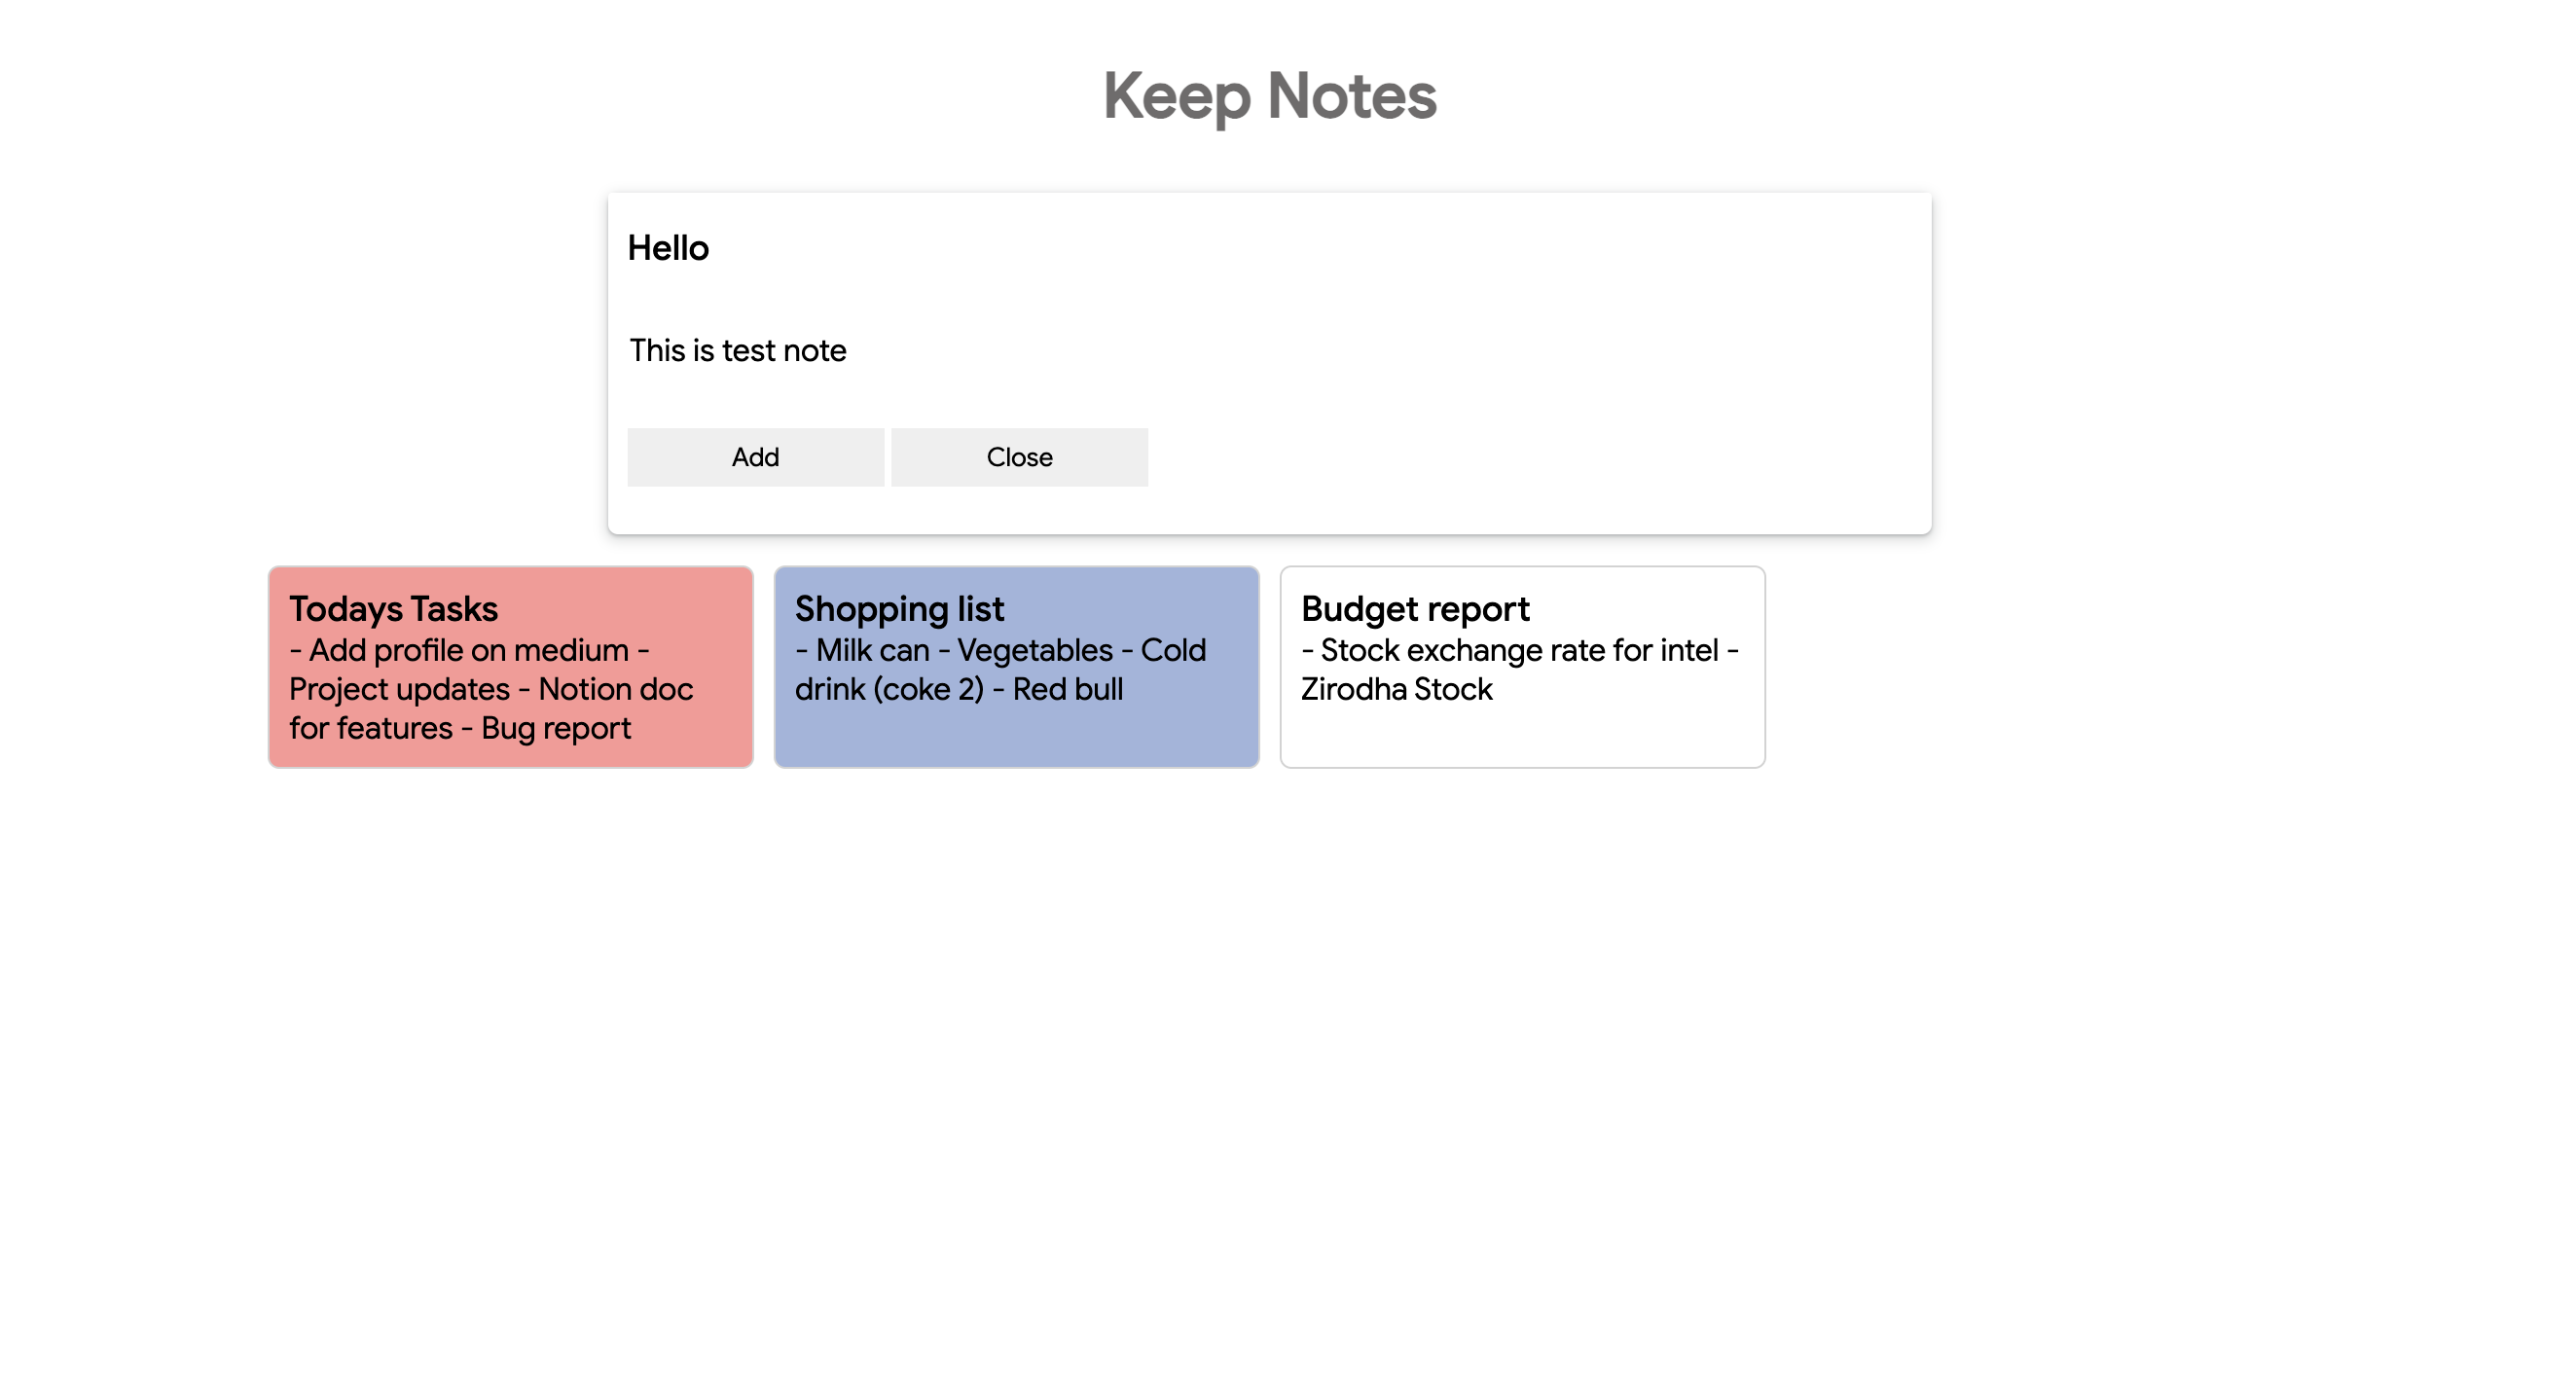 Keep Notes
Hello
This is test note
Add
Close
Todays Tasks
- Add profile on medium -
Project updates - Notion doc
for features - Bug report
Shopping list
- Milk can - Vegetables - Cold
drink (coke 2) - Red bull
Budget report
- Stock exchange rate for intel -
Zirodha Stock